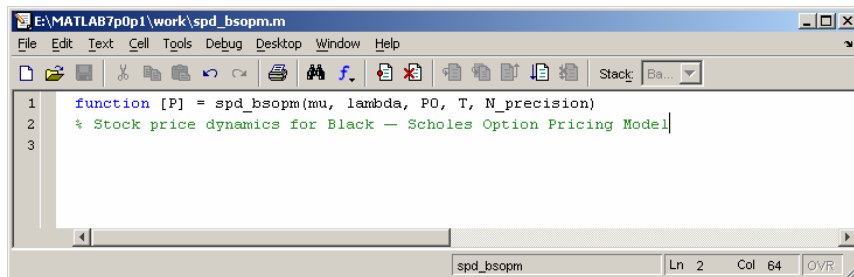 E:\MATLAB7p0p1\work\spd_bsopm.m
File Edit Text Cell Tools Debug Desktop Window Help
Stack: Ba...
1 function [P] = spd_bsopm(mu, lambda, P0, T, N_precision)
2 % Stock price dynamics for Black — Scholes Option Pricing Model
3
spd_bsopm Ln 2 Col 64 OVR